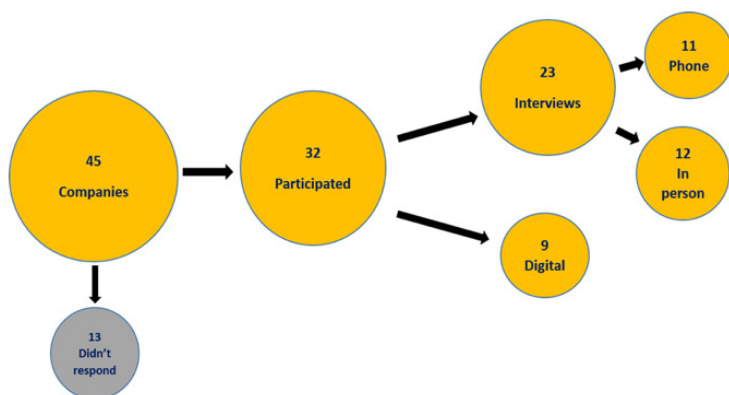 45
Companies
13
Didn't
respond
32
Participated
23
Interviews
11
Phone
12
In
person
9
Digital